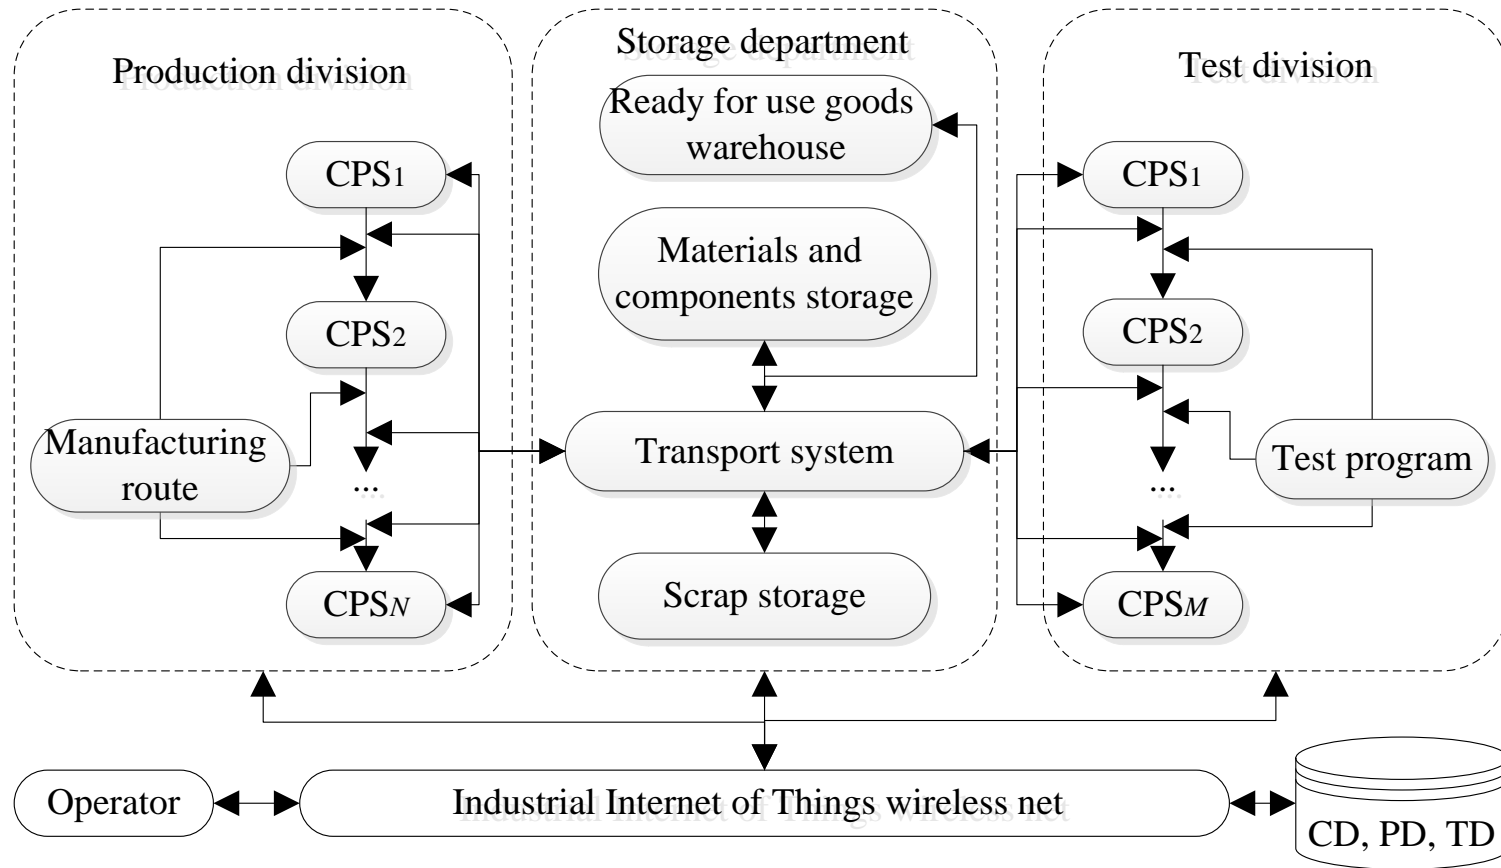 Production division
CPS1
CPS2
Manufacturing
route
...
CPSN
Storage department
Ready for use goods
warehouse
Materials and
components storage
Transport system
Scrap storage
Test division
CPS1
CPS2
Test program
...
CPSM
Operator
Industrial Internet of Things wireless net
CD, PD, TD